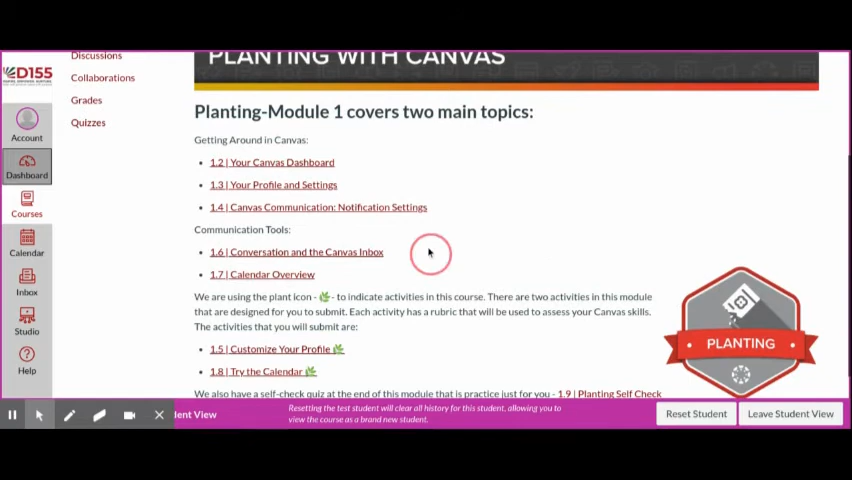 PLANTING WITH CANVAS
Discussions
Collaborations
Grades
Quizzes
D155
Account
Dashboard
Courses
Calendar
Inbox
Studio
Help
Planting-Module 1 covers two main topics:
Getting Around in Canvas:
1.2 | Your Canvas Dashboard
1.3 | Your Profile and Settings
1.4 | Canvas Communication: Notification Settings
Communication Tools:
1.6 | Conversation and the Canvas Inbox
1.7 | Calendar Overview
We are using the plant icon - 🌿 - to indicate activities in this course. There are two activities in this module
that are designed for you to submit. Each activity has a rubric that will be used to assess your Canvas skills.
The activities that you will submit are:
1.5 | Customize Your Profile 🌿
1.8 | Try the Calendar 🌿
We also have a self-check quiz at the end of this module that is practice just for you - 1.9 | Planting Self Check
PLANTING
dent View
Resetting the test student will clear all history for this student, allowing you to
view the course as a brand new student.
Reset Student
Leave Student View